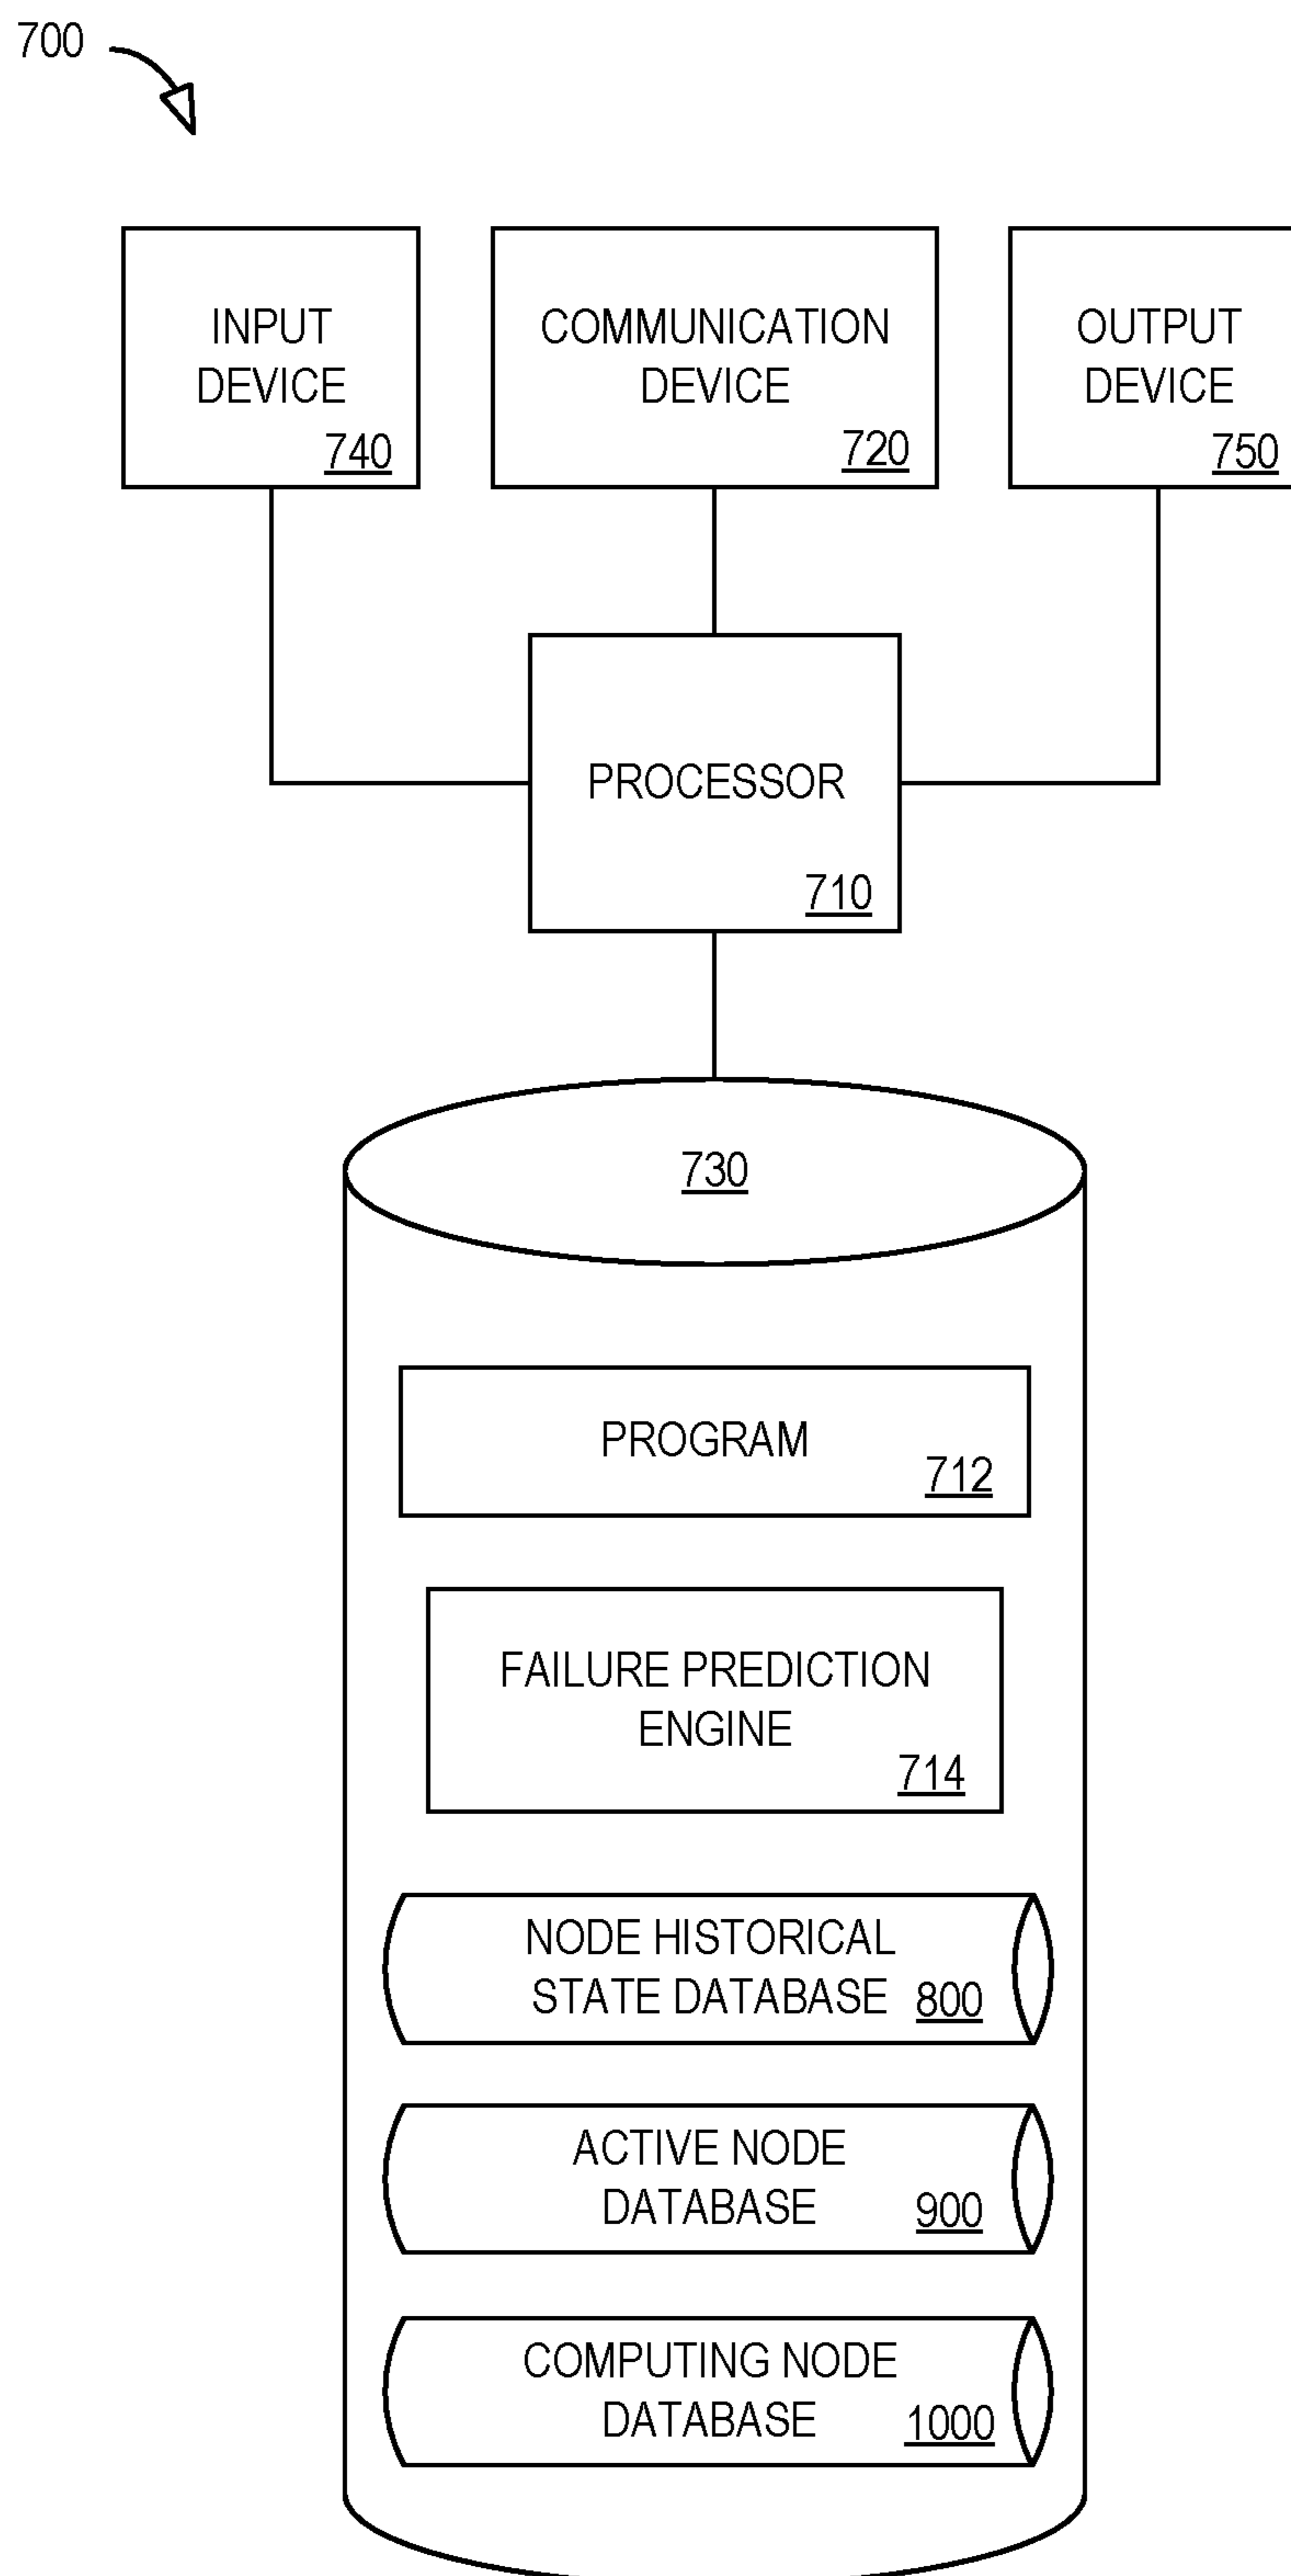 700
INPUT
DEVICE
740
COMMUNICATION
DEVICE
720
OUTPUT
DEVICE
750
PROCESSOR
710
730
PROGRAM
712
FAILURE PREDICTION
ENGINE
714
NODE HISTORICAL
STATE DATABASE 800
ACTIVE NODE
DATABASE 900
COMPUTING NODE
DATABASE 1000